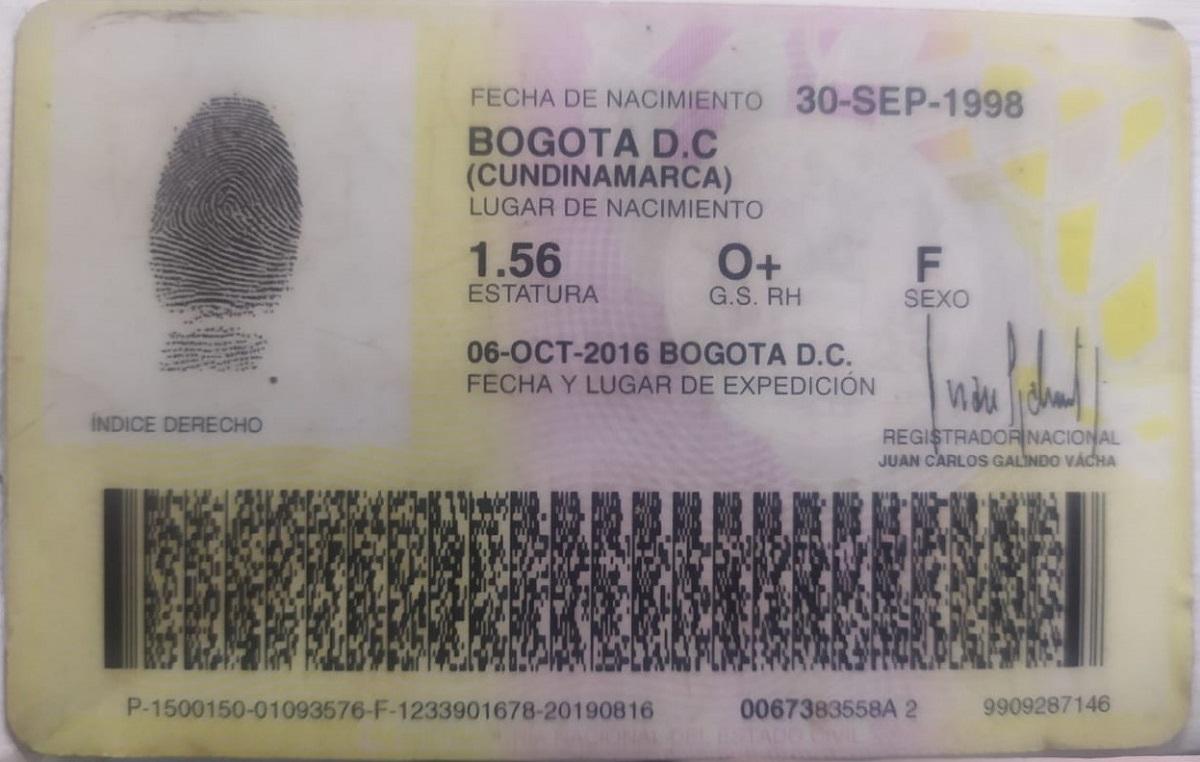 FECHA DE NACIMIENTO 30-SEP-1998
BOGOTA D.C
(CUNDINAMARCA)
LUGAR DE NACIMIENTO
1.56 O+ F
ESTATURA G.S. RH SEXO
06-OCT-2016 BOGOTA D.C.
FECHA Y LUGAR DE EXPEDICIÓN
ÍNDICE DERECHO
REGISTRADOR NACIONAL
JUAN CARLOS GALINDO VÁCHA
P-1500150-01093576-F-1233901678-20190816 0067383558A 2 9909287146
NACIONAL DEL ESTADO CIVIL